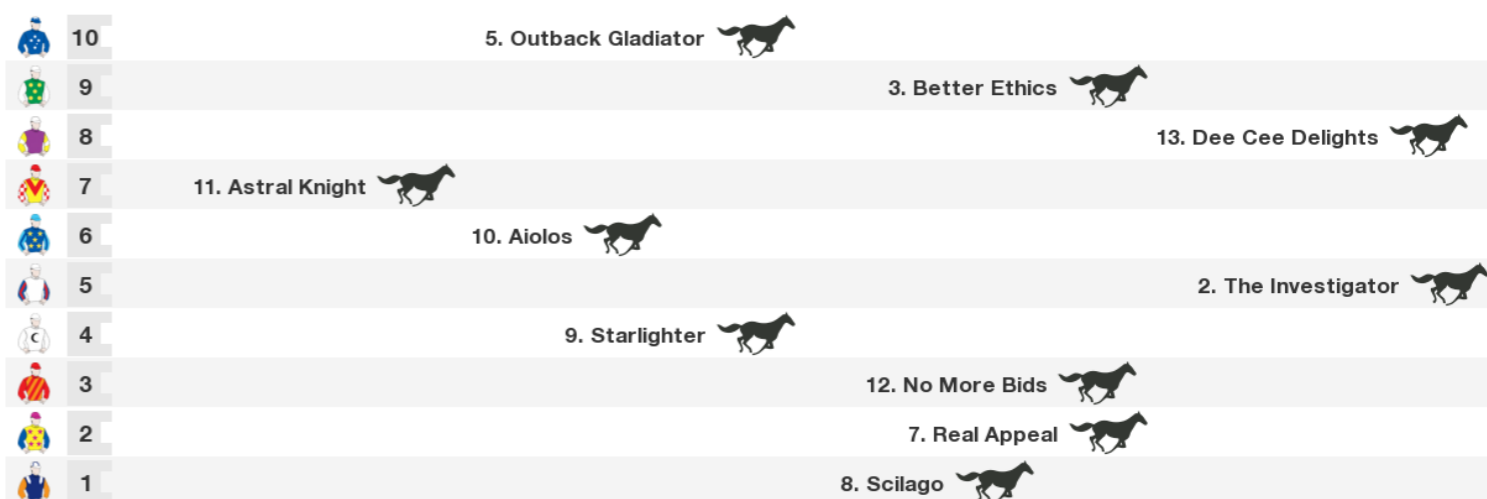 10 5. Outback Gladiator
9 3. Better Ethics
8 13. Dee Cee Delights
7 11. Astral Knight
6 10. Aiolos
5 2. The Investigator
C 4 9. Starlighter
3 12. No More Bids
2 7. Real Appeal
1 8. Scilago